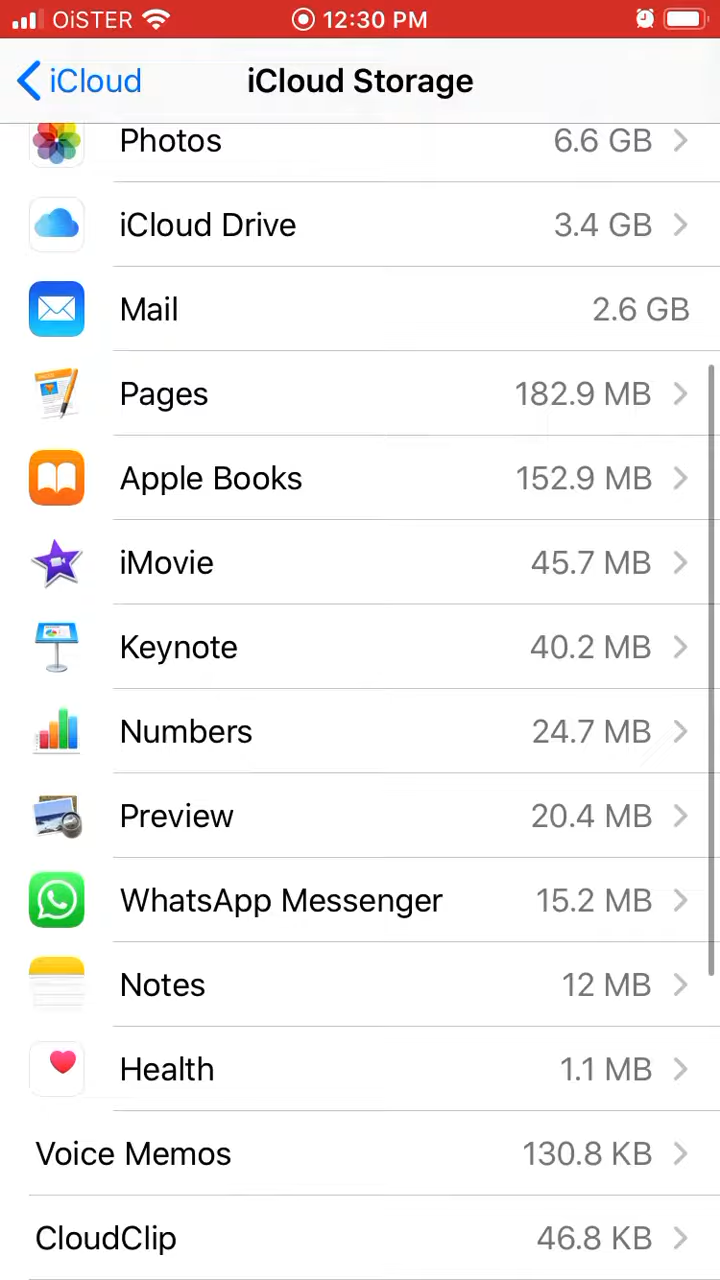 OiSTER 12:30 PM
iCloud iCloud Storage
Photos 6.6 GB
iCloud Drive 3.4 GB
Mail 2.6 GB
Pages 182.9 MB
Apple Books 152.9 MB
iMovie 45.7 MB
Keynote 40.2 MB
Numbers 24.7 MB
Preview 20.4 MB
WhatsApp Messenger 15.2 MB
Notes 12 MB
Health 1.1 MB
Voice Memos 130.8 KB
CloudClip 46.8 KB